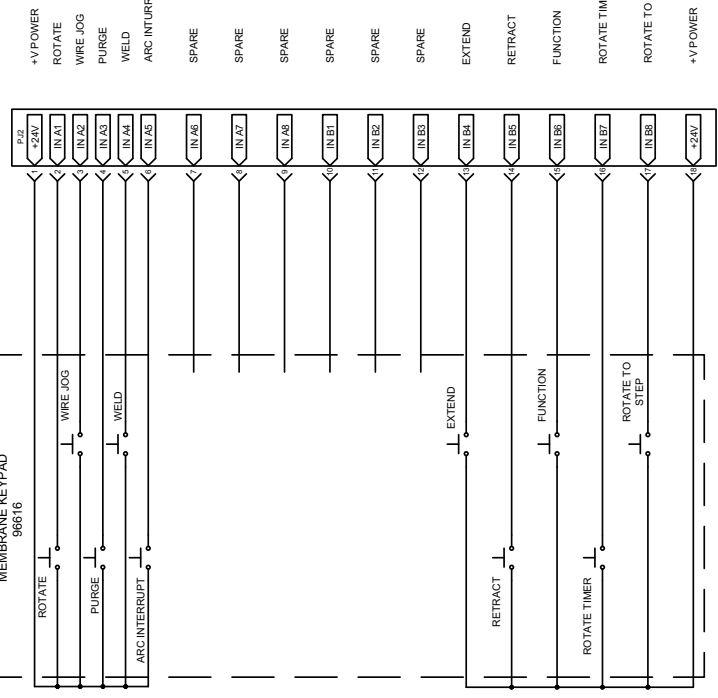 +V POWER
ROTATE
WIRE JOG
PURGE
WELD
ARC INTURR
SPARE
SPARE
SPARE
SPARE
SPARE
SPARE
EXTEND
RETRACT
FUNCTION
ROTATE TIM
ROTATE TO
+V POWER
PJ2
+24V
IN A1
IN A2
IN A3
IN A4
IN A5
IN A6
IN A7
IN A8
IN B1
IN B2
IN B3
IN B4
IN B5
IN B6
IN B7
IN B8
+24V
1
2
3
4
5
6
7
8
9
10
11
12
13
14
15
16
17
18
MEMBRANE KEYPAD
96616
WIRE JOG
WELD
ROTATE
PURGE
ARC INTERRUPT
EXTEND
FUNCTION
ROTATE TO
STEP
RETRACT
ROTATE TIMER